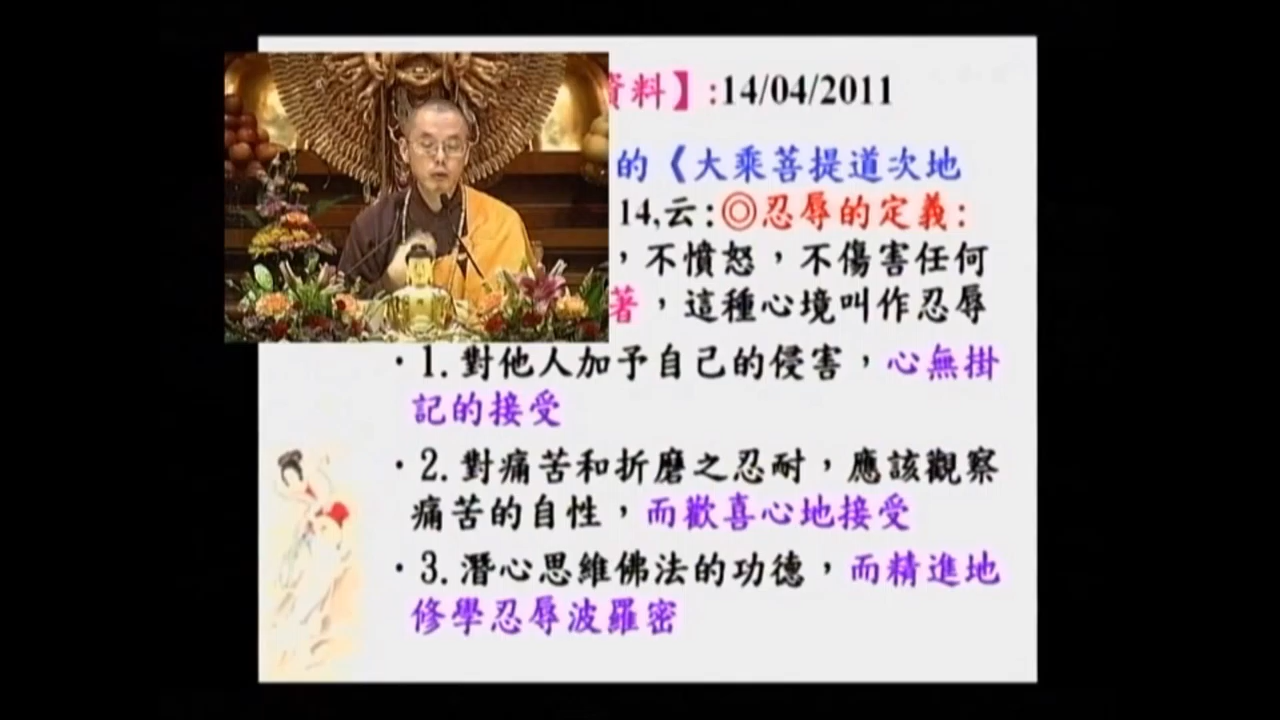 資料】:14/04/2011
的《大乘菩提道次地
14,云:◎忍辱的定義:
,不憤怒,不傷害任何
著,這種心境叫作忍辱
·1.對他人加予自己的侵害,心無掛
記的接受
·2.對痛苦和折磨之忍耐,應該觀察
痛苦的自性,而歡喜心地接受
·3.潛心思維佛法的功德,而精進地
修學忍辱波羅密